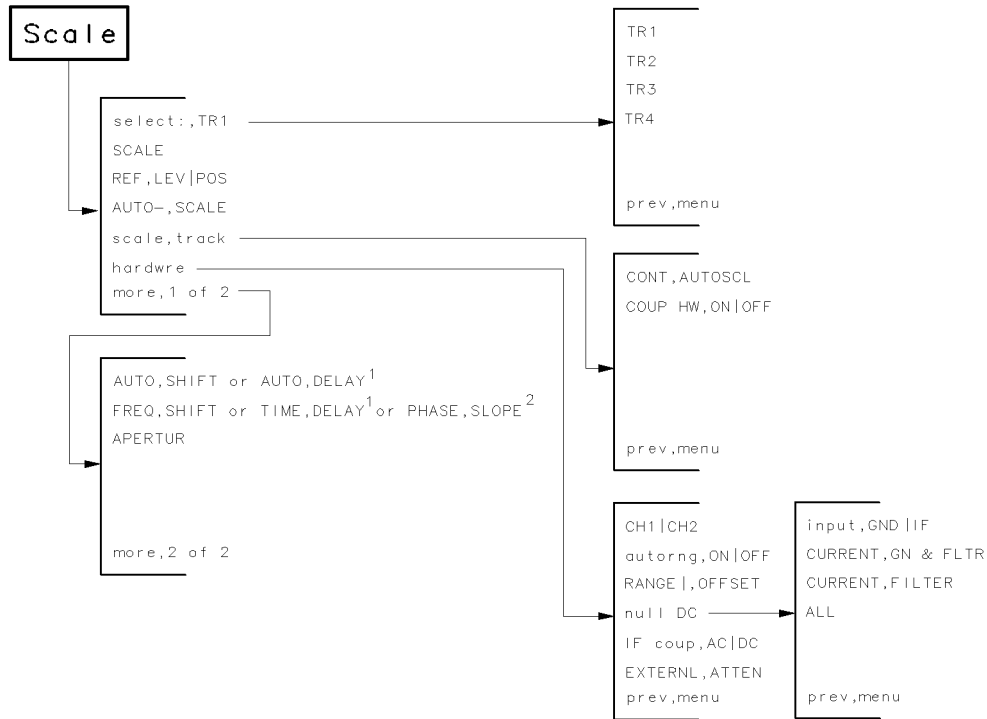 Scale
select:,TR1
SCALE
REF,LEV|POS
AUTO-,SCALE
scale,track
hardwre
more,1 of 2
AUTO,SHIFT or AUTO,DELAY1
FREQ,SHIFT or TIME,DELAY1 or PHASE,SLOPE2
APERTUR
more,2 of 2
TR1
TR2
TR3
TR4
prev,menu
CONT,AUTOSCL
COUP HW,ON|OFF
prev,menu
CH1|CH2
autorng,ON|OFF
RANGE|,OFFSET
null DC
IF coup,AC|DC
EXTERNL,ATTEN
prev,menu
input,GND|IF
CURRENT,GN & FLTR
CURRENT,FILTER
ALL
prev,menu